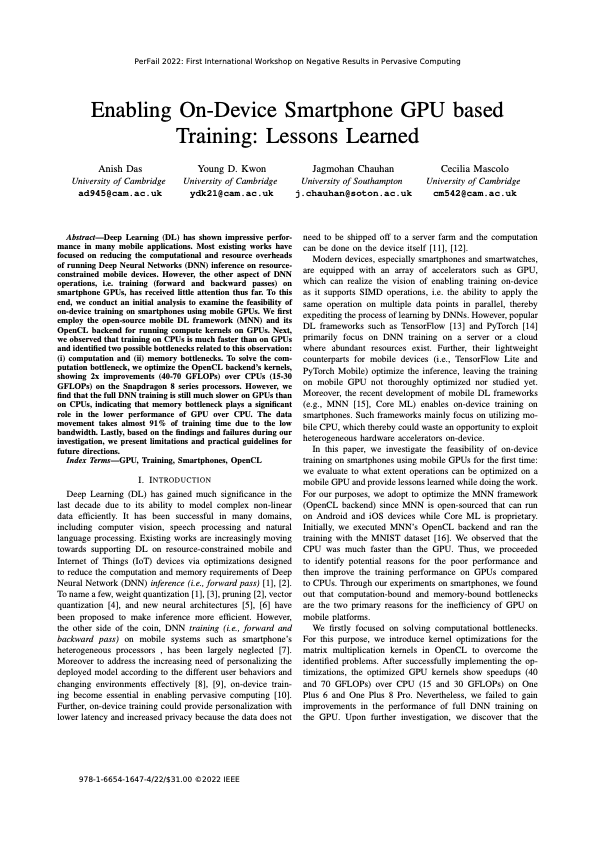 PerFail 2022: First International Workshop on Negative Results in Pervasive Computing
Enabling On-Device Smartphone GPU based
Training: Lessons Learned
Anish Das
University of Cambridge
ad945@cam.ac.uk
Young D. Kwon
University of Cambridge
ydk21@cam.ac.uk
Jagmohan Chauhan
University of Southampton
j.chauhan@soton.ac.uk
Cecilia Mascolo
University of Cambridge
cm542@cam.ac.uk
Abstract—Deep Learning (DL) has shown impressive perfor-
mance in many mobile applications. Most existing works have
focused on reducing the computational and resource overheads
of running Deep Neural Networks (DNN) inference on resource-
constrained mobile devices. However, the other aspect of DNN
operations, i.e. training (forward and backward passes) on
smartphone GPUs, has received little attention thus far. To this
end, we conduct an initial analysis to examine the feasibility of
on-device training on smartphones using mobile GPUs. We first
employ the open-source mobile DL framework (MNN) and its
OpenCL backend for running compute kernels on GPUs. Next,
we observed that training on CPUs is much faster than on GPUs
and identified two possible bottlenecks related to this observation:
(i) computation and (ii) memory bottlenecks. To solve the com-
putation bottleneck, we optimize the OpenCL backend's kernels,
showing 2x improvements (40-70 GFLOPs) over CPUs (15-30
GFLOPs) on the Snapdragon 8 series processors. However, we
find that the full DNN training is still much slower on GPUs than
on CPUs, indicating that memory bottleneck plays a significant
role in the lower performance of GPU over CPU. The data
movement takes almost 91% of training time due to the low
bandwidth. Lastly, based on the findings and failures during our
investigation, we present limitations and practical guidelines for
future directions.
Index Terms—GPU, Training, Smartphones, OpenCL
I. INTRODUCTION
Deep Learning (DL) has gained much significance in the
last decade due to its ability to model complex non-linear
data efficiently. It has been successful in many domains,
including computer vision, speech processing and natural
language processing. Existing works are increasingly moving
towards supporting DL on resource-constrained mobile and
Internet of Things (IoT) devices via optimizations designed
to reduce the computation and memory requirements of Deep
Neural Network (DNN) inference (i.e., forward pass) [1], [2].
To name a few, weight quantization [1], [3], pruning [2], vector
quantization [4], and new neural architectures [5], [6] have
been proposed to make inference more efficient. However,
the other side of the coin, DNN training (i.e., forward and
backward pass) on mobile systems such as smartphone's
heterogeneous processors , has been largely neglected [7].
Moreover to address the increasing need of personalizing the
deployed model according to the different user behaviors and
changing environments effectively [8], [9], on-device train-
ing become essential in enabling pervasive computing [10].
Further, on-device training could provide personalization with
lower latency and increased privacy because the data does not
need to be shipped off to a server farm and the computation
can be done on the device itself [11], [12].
Modern devices, especially smartphones and smartwatches,
are equipped with an array of accelerators such as GPU,
which can realize the vision of enabling training on-device
as it supports SIMD operations, i.e. the ability to apply the
same operation on multiple data points in parallel, thereby
expediting the process of learning by DNNs. However, popular
DL frameworks such as TensorFlow [13] and PyTorch [14]
primarily focus on DNN training on a server or a cloud
where abundant resources exist. Further, their lightweight
counterparts for mobile devices (i.e., TensorFlow Lite and
PyTorch Mobile) optimize the inference, leaving the training
on mobile GPU not thoroughly optimized nor studied yet.
Moreover, the recent development of mobile DL frameworks
(e.g., MNN [15], Core ML) enables on-device training on
smartphones. Such frameworks mainly focus on utilizing mo-
bile CPU, which thereby could waste an opportunity to exploit
heterogeneous hardware accelerators on-device.
In this paper, we investigate the feasibility of on-device
training on smartphones using mobile GPUs for the first time:
we evaluate to what extent operations can be optimized on a
mobile GPU and provide lessons learned while doing the work.
For our purposes, we adopt to optimize the MNN framework
(OpenCL backend) since MNN is open-sourced that can run
on Android and iOS devices while Core ML is proprietary.
Initially, we executed MNN's OpenCL backend and ran the
training with the MNIST dataset [16]. We observed that the
CPU was much faster than the GPU. Thus, we proceeded
to identify potential reasons for the poor performance and
then improve the training performance on GPUs compared
to CPUs. Through our experiments on smartphones, we found
out that computation-bound and memory-bound bottlenecks
are the two primary reasons for the inefficiency of GPU on
mobile platforms.
We firstly focused on solving computational bottlenecks.
For this purpose, we introduce kernel optimizations for the
matrix multiplication kernels in OpenCL to overcome the
identified problems. After successfully implementing the op-
timizations, the optimized GPU kernels show speedups (40
and 70 GFLOPs) over CPU (15 and 30 GFLOPs) on One
Plus 6 and One Plus 8 Pro. Nevertheless, we failed to gain
improvements in the performance of full DNN training on
the GPU. Upon further investigation, we discover that the
978-1-6654-1647-4/22/$31.00 ©2022 IEEE